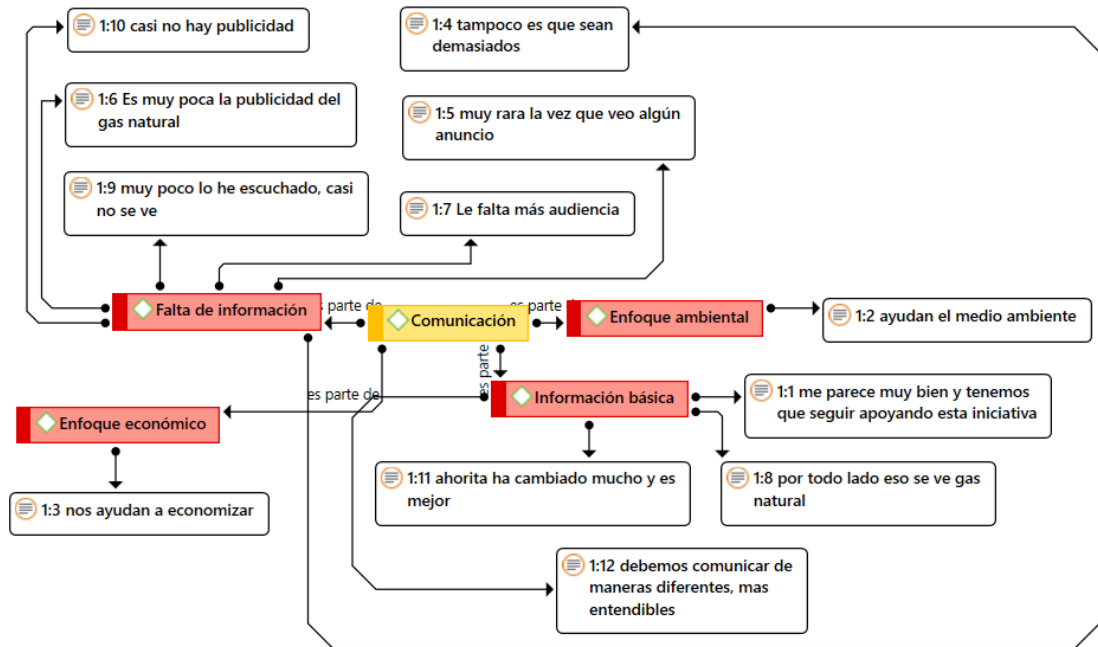 1:10 casi no hay publicidad
1:4 tampoco es que sean
demasiados
1:6 Es muy poca la publicidad del
gas natural
1:5 muy rara la vez que veo algún
anuncio
1:9 muy poco lo he escuchado, casi
no se ve
1:7 Le falta más audiencia
Falta de información
es parte de
Comunicación
es parte de
Enfoque ambiental
1:2 ayudan el medio ambiente
es parte
es parte de
Información básica
1:1 me parece muy bien y tenemos
que seguir apoyando esta iniciativa
Enfoque económico
1:11 ahorita ha cambiado mucho y es
mejor
1:8 por todo lado eso se ve gas
natural
1:3 nos ayudan a economizar
1:12 debemos comunicar de
maneras diferentes, mas
entendibles